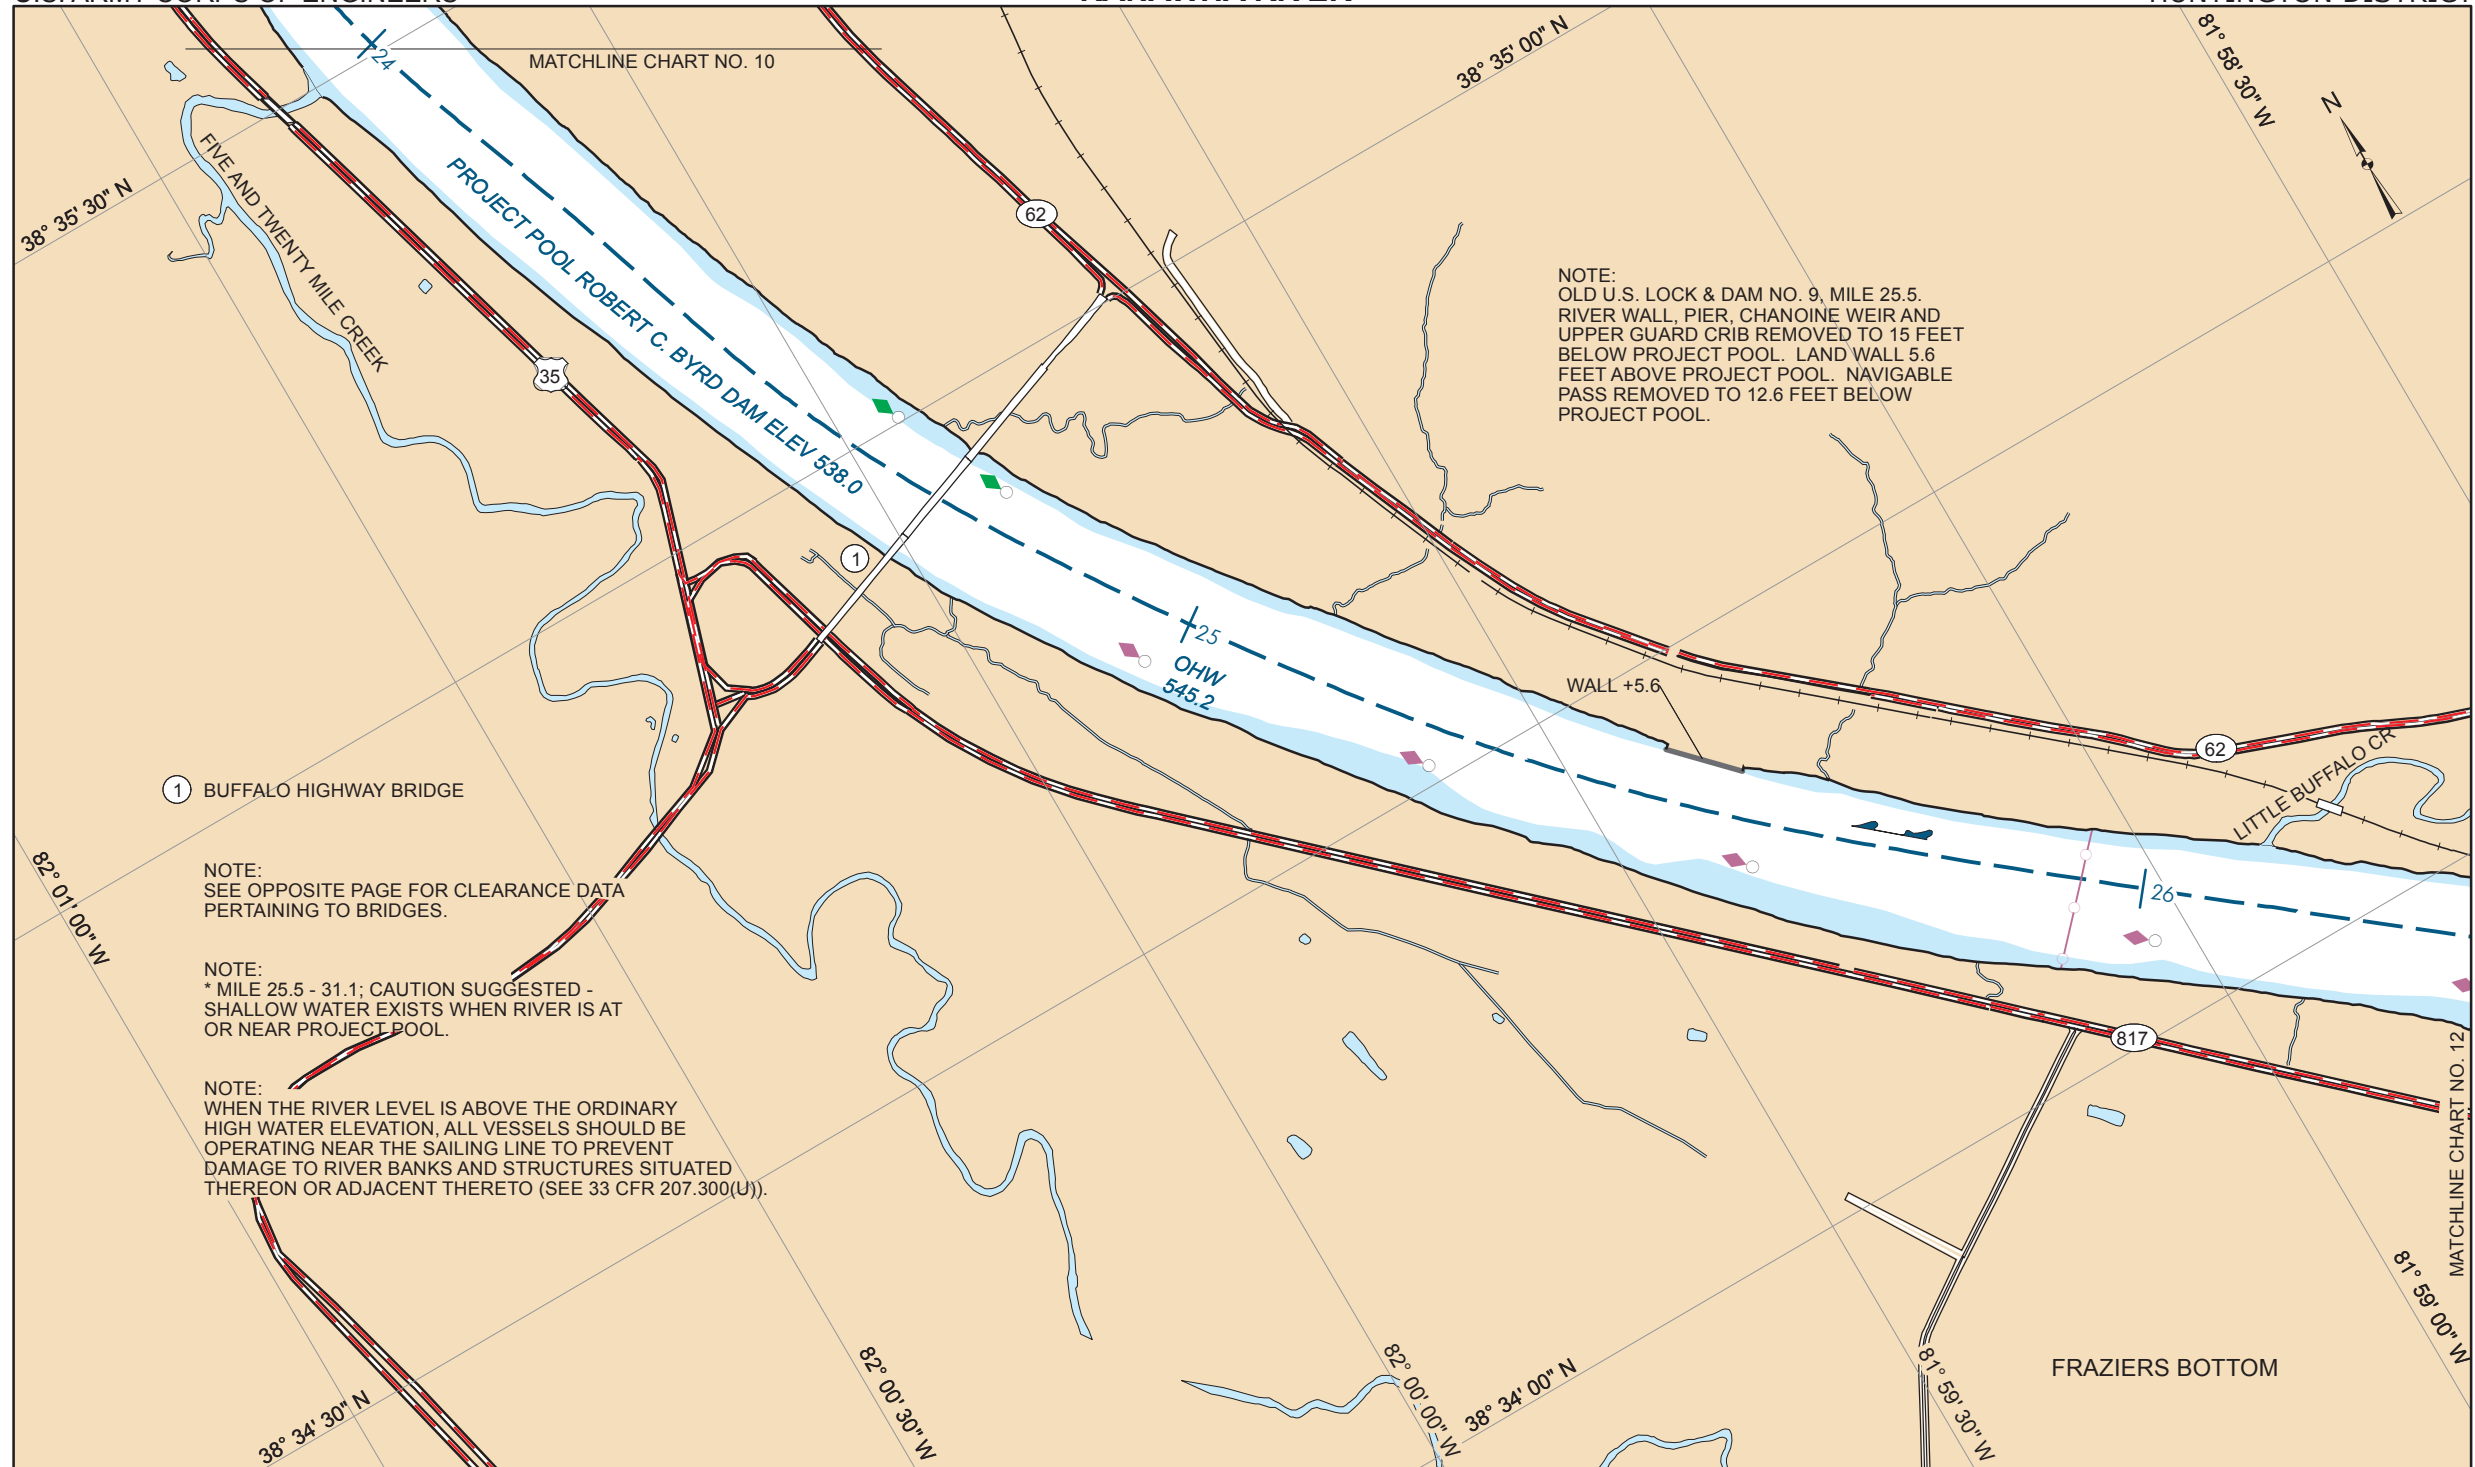 U.S. ARMY CORPS OF ENGINEERS
KANAWHA RIVER
HUNTINGTON DISTRICT
24
MATCHLINE CHART NO. 10
38° 35' 00" N
81° 58' 30" W
N
38° 35' 30" N
FIVE AND TWENTY MILE CREEK
PROJECT POOL ROBERT C. BYRD DAM ELEV 538.0
62
35
NOTE:
OLD U.S. LOCK & DAM NO. 9, MILE 25.5.
RIVER WALL, PIER, CHANOINE WEIR AND
UPPER GUARD CRIB REMOVED TO 15 FEET
BELOW PROJECT POOL. LAND WALL 5.6
FEET ABOVE PROJECT POOL. NAVIGABLE
PASS REMOVED TO 12.6 FEET BELOW
PROJECT POOL.
1
25
OHW
545.2
WALL +5.6
62
LITTLE BUFFALO CR
26
1 BUFFALO HIGHWAY BRIDGE
82° 01' 00" W
NOTE:
SEE OPPOSITE PAGE FOR CLEARANCE DATA
PERTAINING TO BRIDGES.
NOTE:
* MILE 25.5 - 31.1; CAUTION SUGGESTED -
SHALLOW WATER EXISTS WHEN RIVER IS AT
OR NEAR PROJECT POOL.
NOTE:
WHEN THE RIVER LEVEL IS ABOVE THE ORDINARY
HIGH WATER ELEVATION, ALL VESSELS SHOULD BE
OPERATING NEAR THE SAILING LINE TO PREVENT
DAMAGE TO RIVER BANKS AND STRUCTURES SITUATED
THEREON OR ADJACENT THERETO (SEE 33 CFR 207.300(U)).
817
MATCHLINE CHART NO. 12
81° 59' 00" W
FRAZIERS BOTTOM
38° 34' 30" N
82° 00' 30" W
82° 00' 00" W
38° 34' 00" N
81° 59' 30" W